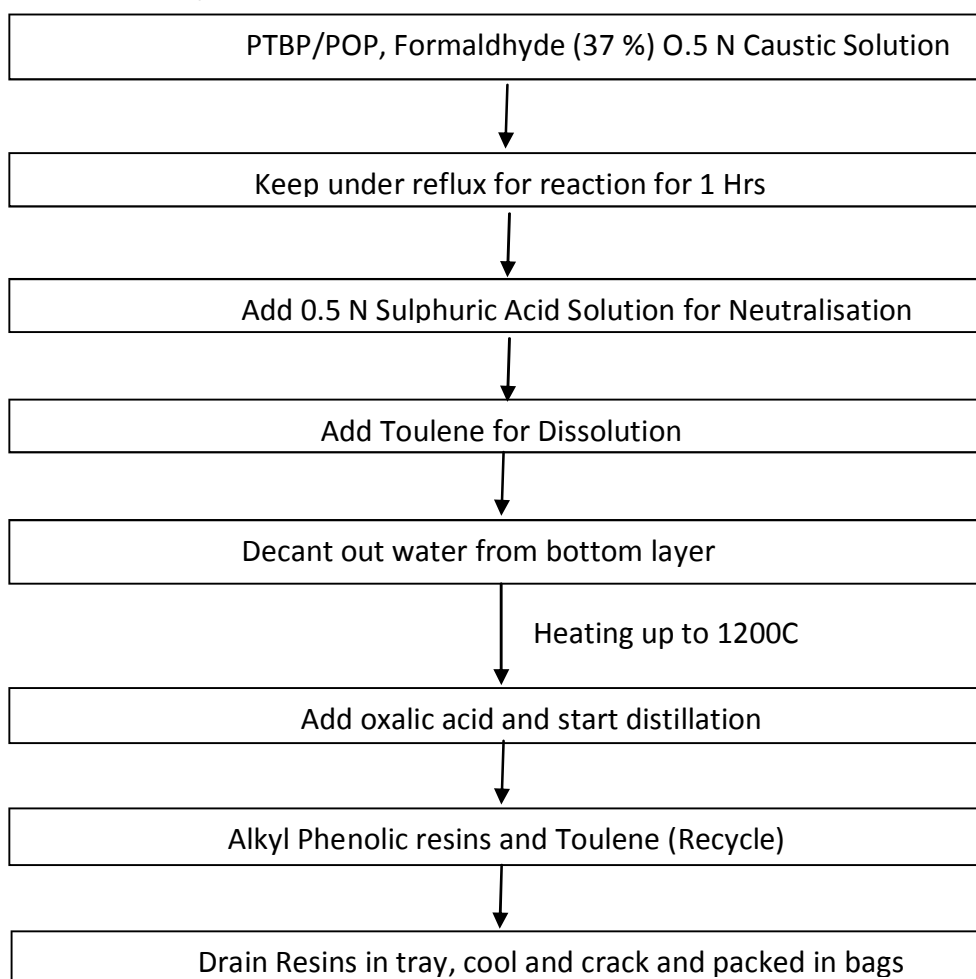 PTBP/POP, Formaldhyde (37 %) O.5 N Caustic Solution
Keep under reflux for reaction for 1 Hrs
Add 0.5 N Sulphuric Acid Solution for Neutralisation
Add Toulene for Dissolution
Decant out water from bottom layer
Heating up to 1200C
Add oxalic acid and start distillation
Alkyl Phenolic resins and Toulene (Recycle)
Drain Resins in tray, cool and crack and packed in bags